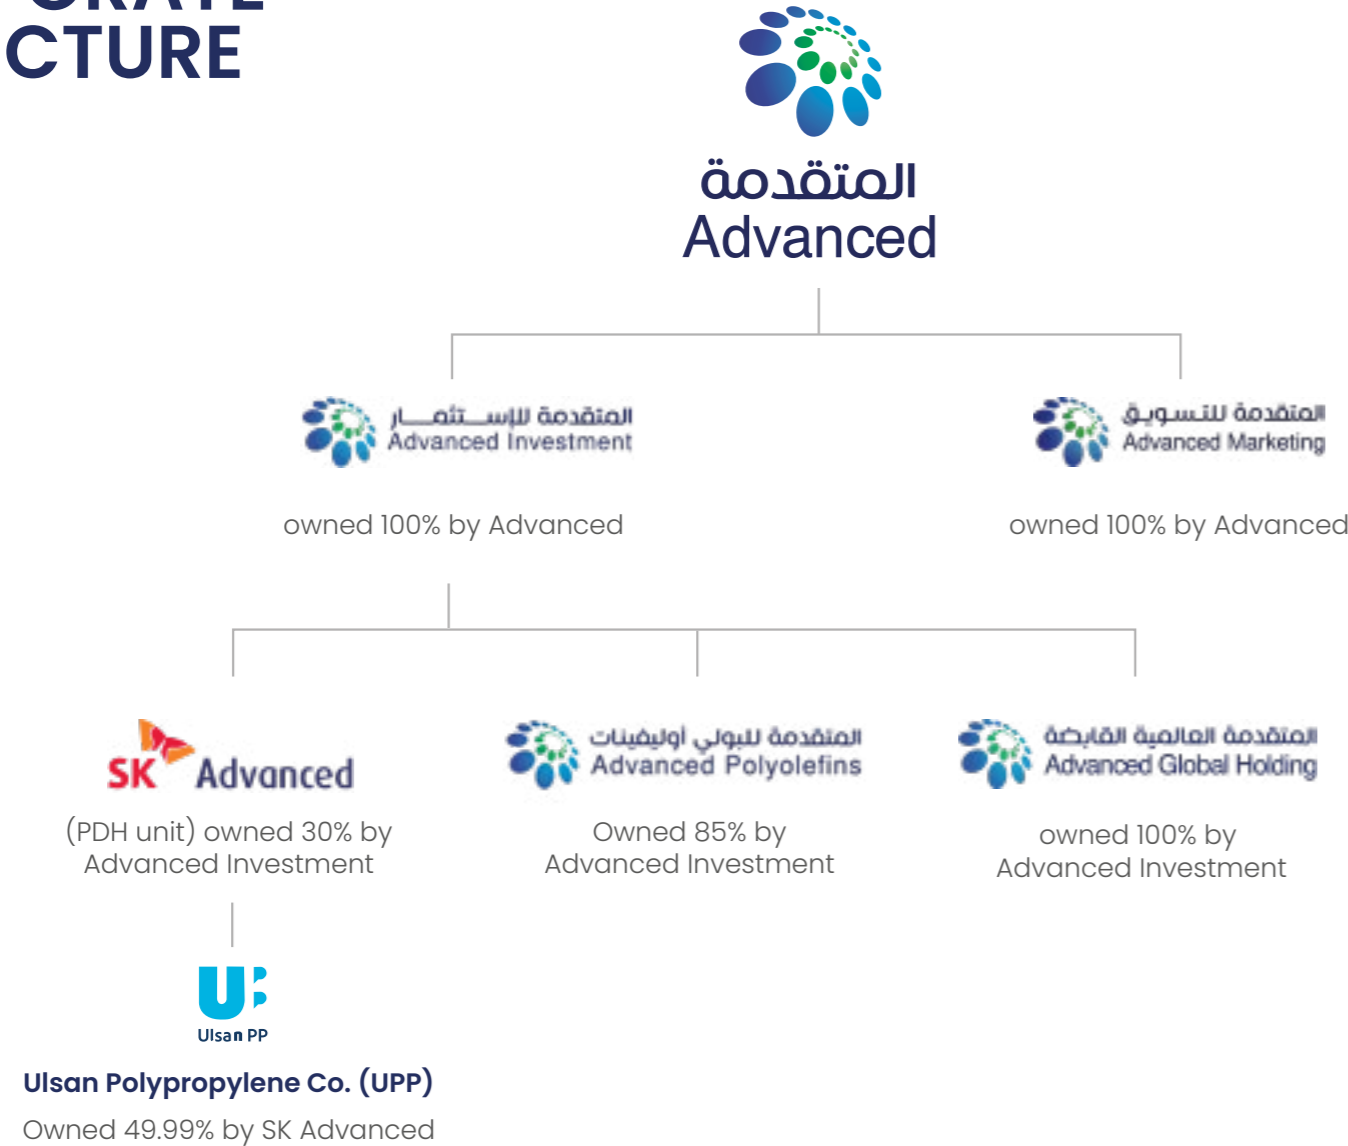 ORATE
CTURE
المتقدمة
Advanced
المتقدمة للإستثمار
Advanced Investment
المتقدمة للتسويق
Advanced Marketing
owned 100% by Advanced
owned 100% by Advanced
SK Advanced
المتقدمة للبولي أوليفينات
Advanced Polyolefins
المتقدمة العالمية القابضة
Advanced Global Holding
(PDH unit) owned 30% by
Advanced Investment
Owned 85% by
Advanced Investment
owned 100% by
Advanced Investment
Ulsan PP
Ulsan Polypropylene Co. (UPP)
Owned 49.99% by SK Advanced